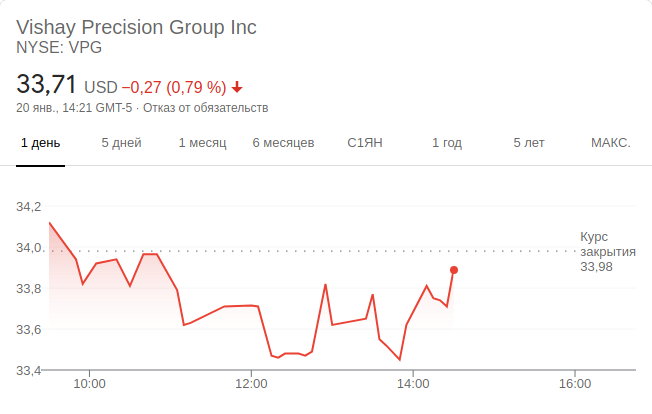 Vishay Precision Group Inc
NYSE: VPG
33,71 USD −0,27 (0,79 %)
20 янв., 14:21 GMT-5 · Отказ от обязательств
1 день 5 дней 1 месяц 6 месяцев С1ЯН 1 год 5 лет МАКС.
34,2
34,0
33,8
33,6
33,4
Курс
закрытия
33,98
10:00 12:00 14:00 16:00